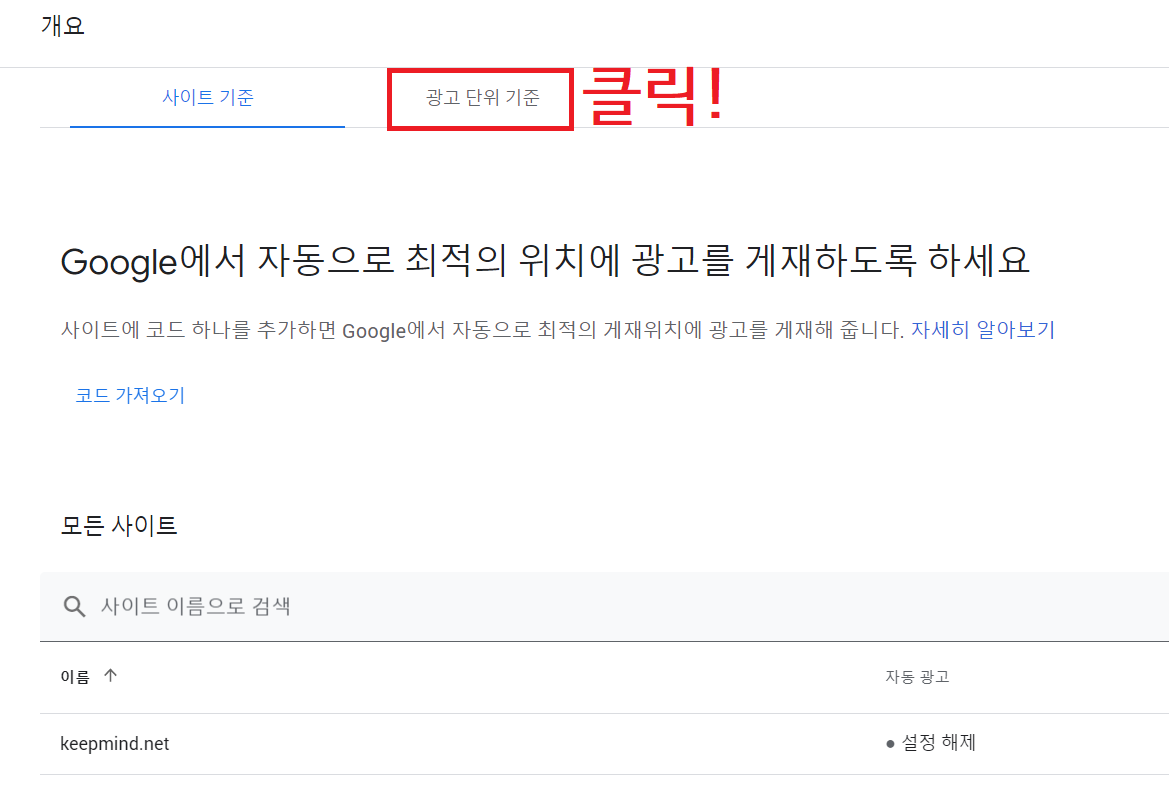 개요
사이트 기준
광고 단위 기준
클릭!
Google에서 자동으로 최적의 위치에 광고를 게재하도록 하세요
사이트에 코드 하나를 추가하면 Google에서 자동으로 최적의 게재위치에 광고를 게재해 줍니다. 자세히 알아보기
코드 가져오기
모든 사이트
사이트 이름으로 검색
이름 ↑ 자동 광고
keepmind.net ● 설정 해제